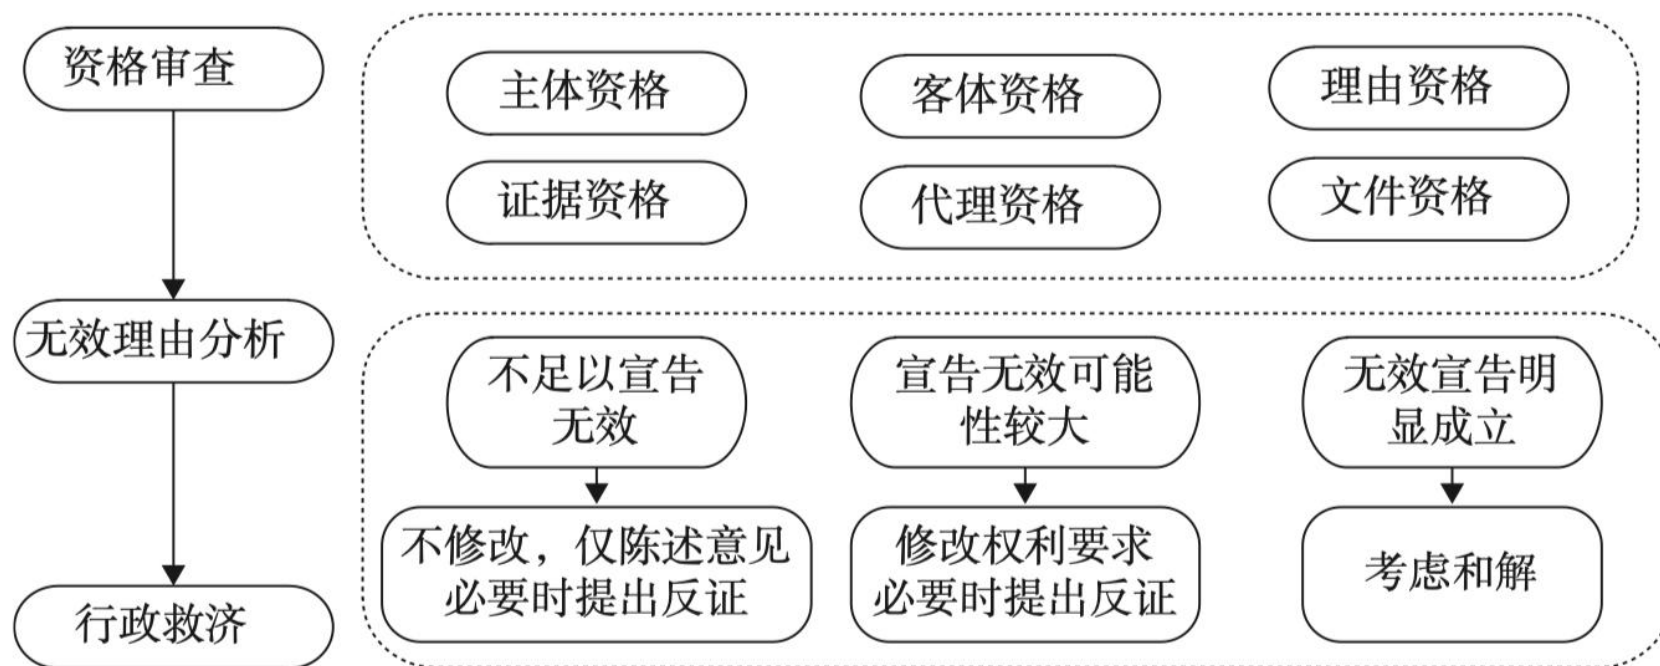 资格审查
主体资格
客体资格
理由资格
证据资格
代理资格
文件资格
无效理由分析
不足以宣告
无效
宣告无效可能
性较大
无效宣告明
显成立
不修改，仅陈述意见
必要时提出反证
修改权利要求
必要时提出反证
考虑和解
行政救济